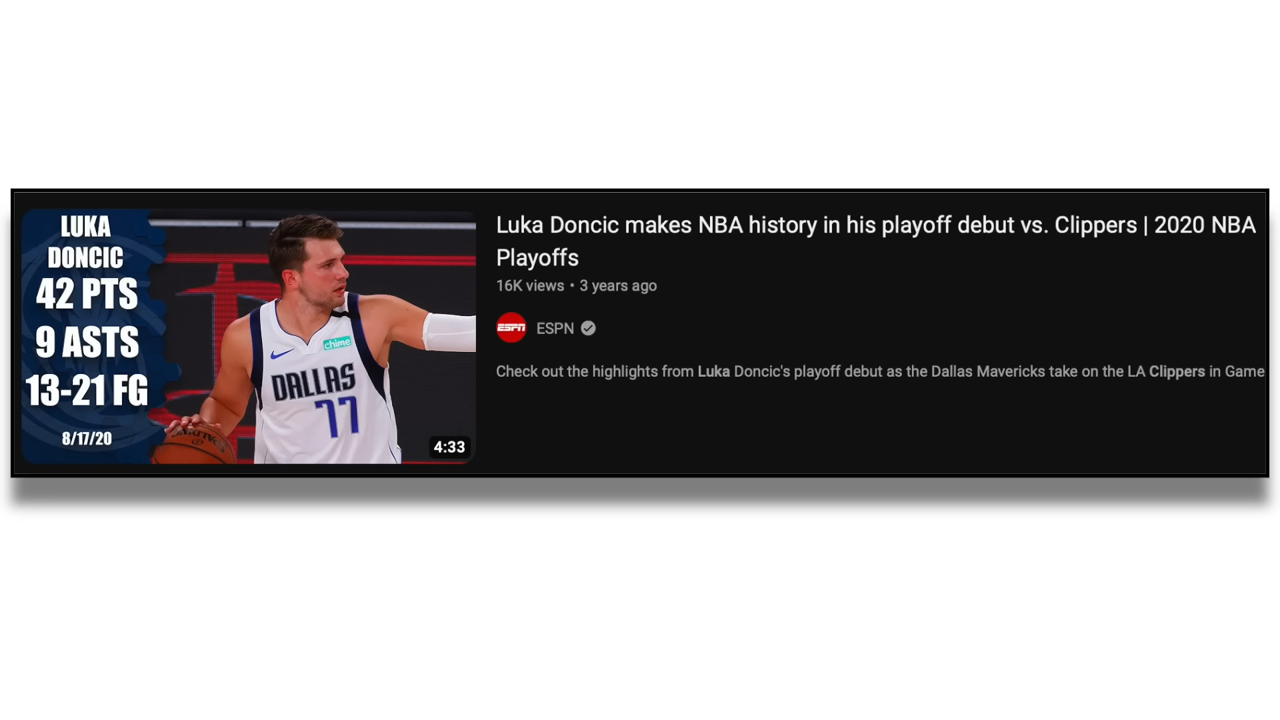 LUKA
DONCIC
42 PTS
9 ASTS
13-21 FG
8/17/20
chime
DALLAS
77
4:33
Luka Doncic makes NBA history in his playoff debut vs. Clippers | 2020 NBA
Playoffs
16K views • 3 years ago
ESPN
ESPN
Check out the highlights from Luka Doncic's playoff debut as the Dallas Mavericks take on the LA Clippers in Game